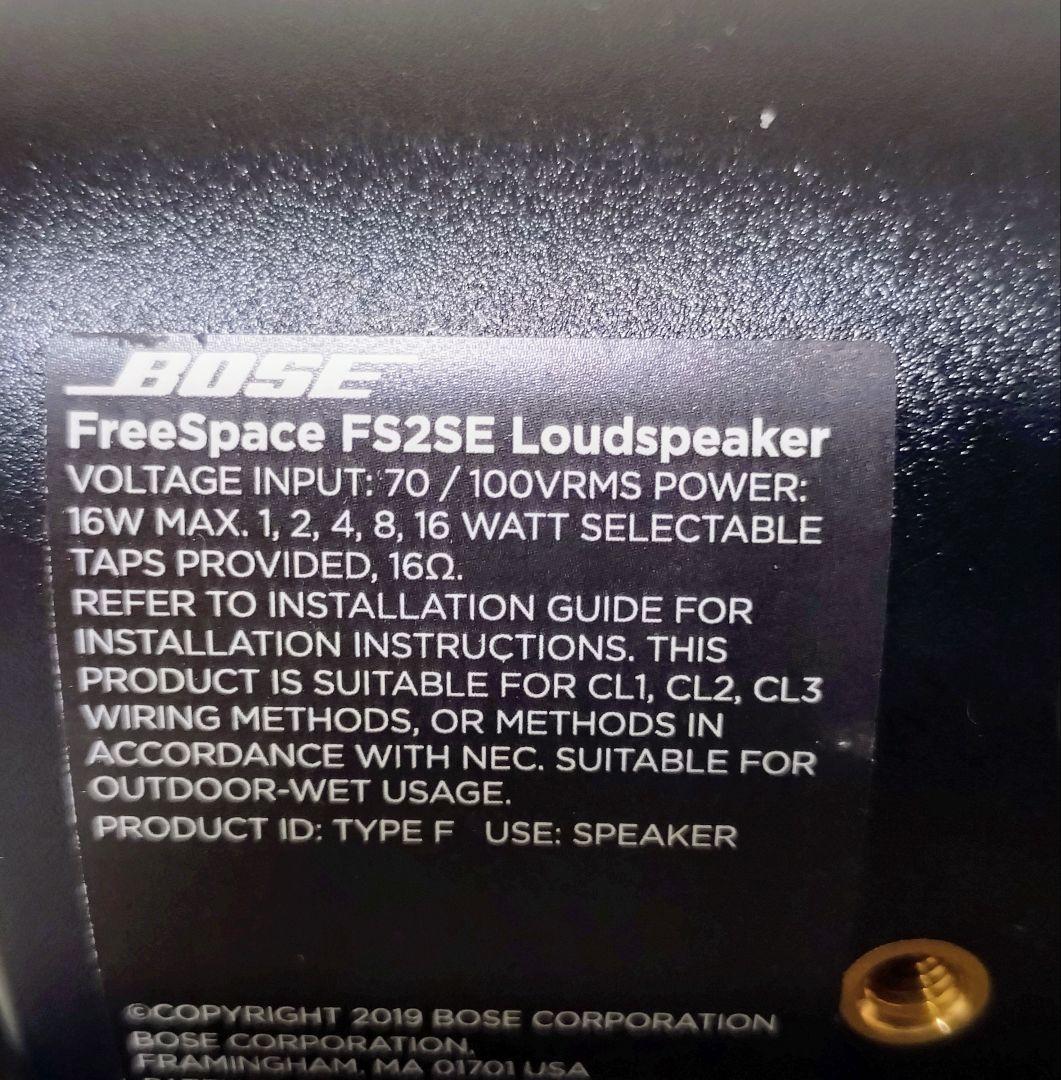 BOSE
FreeSpace FS2SE Loudspeaker
VOLTAGE INPUT: 70 / 100VRMS POWER:
16W MAX. 1, 2, 4, 8, 16 WATT SELECTABLE
TAPS PROVIDED, 16Ω.
REFER TO INSTALLATION GUIDE FOR
INSTALLATION INSTRUCTIONS. THIS
PRODUCT IS SUITABLE FOR CL1, CL2, CL3
WIRING METHODS, OR METHODS IN
ACCORDANCE WITH NEC. SUITABLE FOR
OUTDOOR-WET USAGE.
PRODUCT ID: TYPE F USE: SPEAKER
©COPYRIGHT 2019 BOSE CORPORATION
BOSE CORPORATION,
FRAMINGHAM, MA 01701 USA